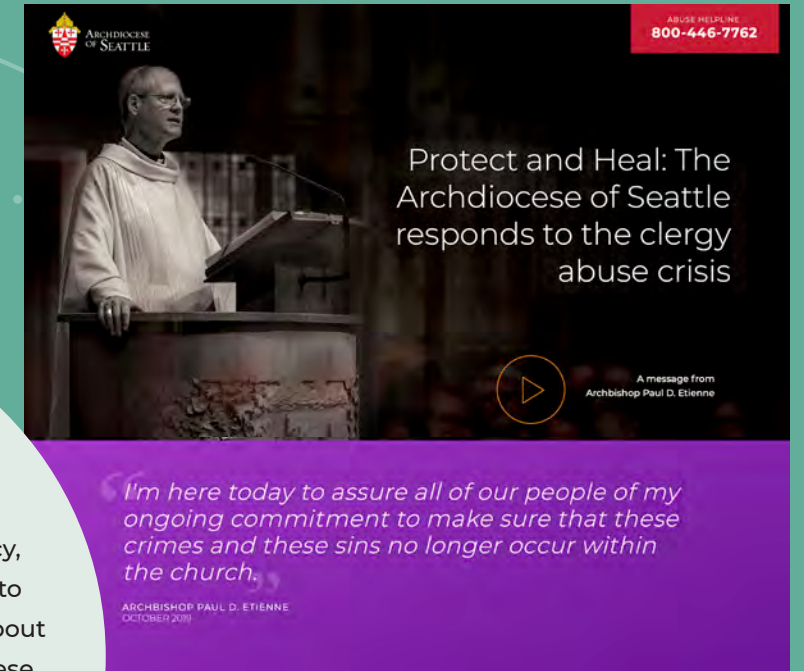 ARCHDIOCESE
OF SEATTLE
ABUSE HELPLINE
800-446-7762
Protect and Heal: The
Archdiocese of Seattle
responds to the clergy
abuse crisis
A message from
Archbishop Paul D. Etienne
“I'm here today to assure all of our people of my
ongoing commitment to make sure that these
crimes and these sins no longer occur within
the church.”
ARCHBISHOP PAUL D. ETIENNE
OCTOBER 2019
to